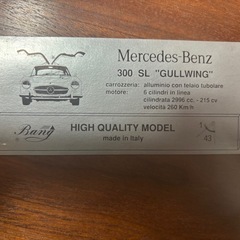 Mercedes-Benz
300 SL "GULLWING"
carrozzeria: alluminio con telaio tubolare
motore: 6 cilindri in linea
cilindrata 2996 cc. - 215 cv
velocità 260 Km/h
Bang
HIGH QUALITY MODEL
made in Italy
1
43